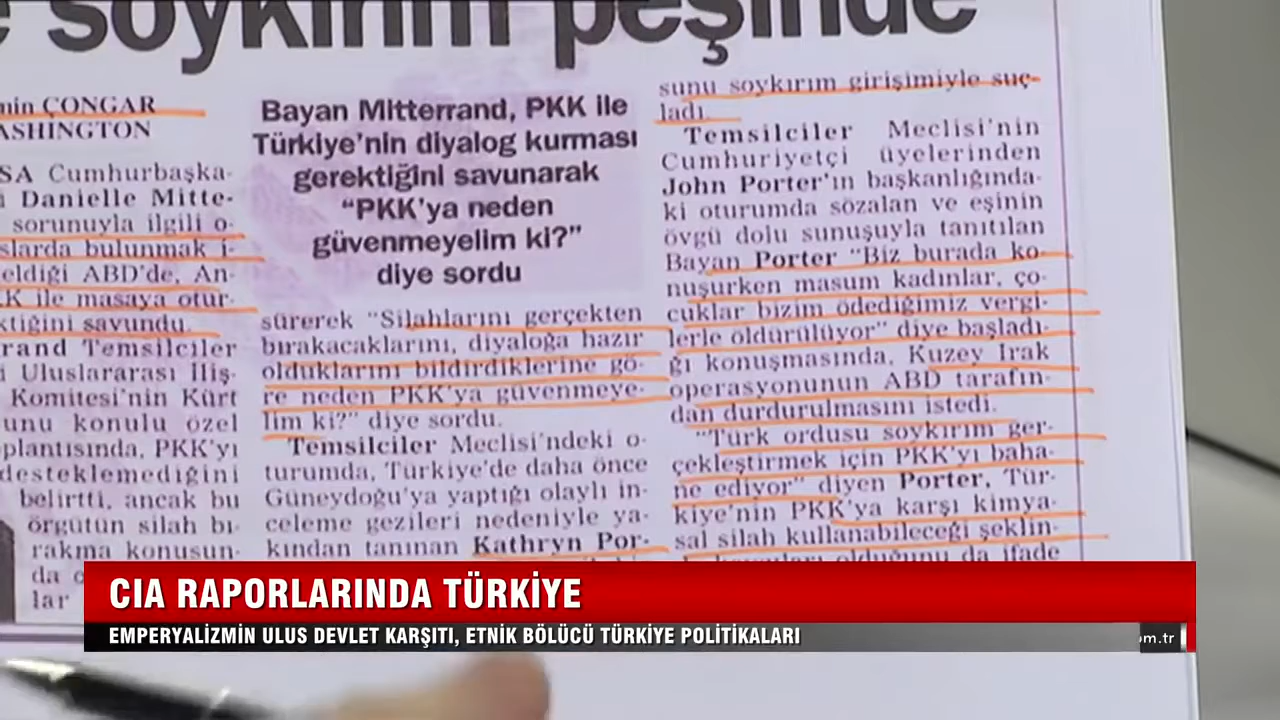 soykırım peşinde
min ÇONGAR
ASHINGTON
SA Cumhurbaşka-
Danielle Mitte-
sorunuyla ilgili o-
slarda bulunmak i-
eldiği ABD'de, An-
K ile masaya otur-
ktiğini savundu.
rand Temsilciler
i Uluslararası İliş-
Komitesi'nin Kürt
unu konulu özel
plantısında, PKK'yı
desteklemediğini
belirtti, ancak bu
örgütün silah bı-
rakma konusun-
da
lar
Bayan Mitterrand, PKK ile
Türkiye'nin diyalog kurması
gerektiğini savunarak
"PKK'ya neden
güvenmeyelim ki?"
diye sordu
sürerek "Silahlarını gerçekten
bırakacaklarını, diyaloğa hazır
olduklarını bildirdiklerine gö-
re neden PKK'ya güvenmeye-
lim ki?" diye sordu.
Temsilciler Meclisi'ndeki o-
turumda, Türkiye'de daha önce
Güneydoğu'ya yaptığı olaylı in-
celeme gezileri nedeniyle ya-
kından tanınan Kathryn Por-
sunu soykırım girişimiyle suç-
ladı.
Temsilciler Meclisi'nin
Cumhuriyetçi üyelerinden
John Porter'ın başkanlığında-
ki oturumda sözalan ve eşinin
övgü dolu sunuşuyla tanıtılan
Bayan Porter "Biz burada ko-
nuşurken masum kadınlar, ço-
cuklar bizim ödediğimiz vergi-
lerle öldürülüyor" diye başladı-
ğı konuşmasında, Kuzey Irak
operasyonunun ABD tarafın-
dan durdurulmasını istedi.
"Türk ordusu soykırım ger-
çekleştirmek için PKK'yı baha-
ne ediyor" diyen Porter, Tür-
kiye'nin PKK'ya karşı kimya-
sal silah kullanabileceği şeklin-
olduğunu da ifade
CIA RAPORLARINDA TÜRKİYE
EMPERYALİZMİN ULUS DEVLET KARŞITI, ETNİK BÖLÜCÜ TÜRKİYE POLİTİKALARI
om.tr